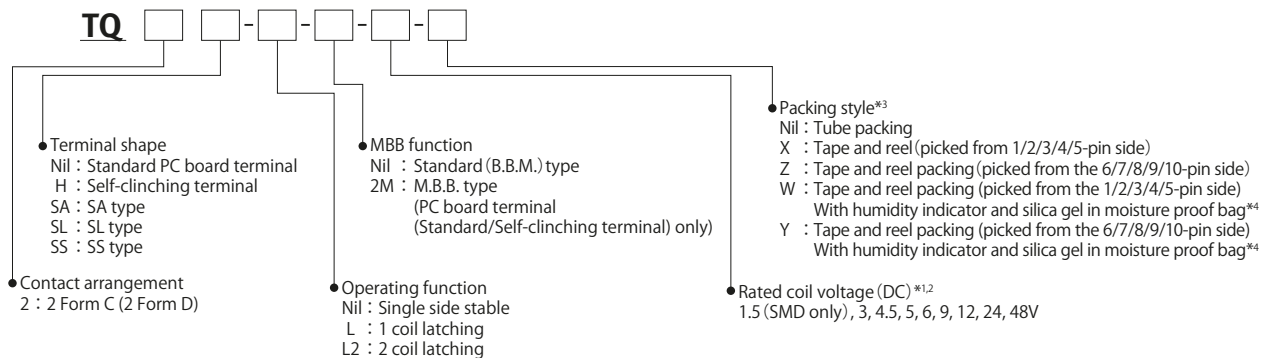 TQ - - - -
Terminal shape
Nil : Standard PC board terminal
H : Self-clinching terminal
SA : SA type
SL : SL type
SS : SS type
Contact arrangement
2 : 2 Form C (2 Form D)
MBB function
Nil : Standard (B.B.M.) type
2M : M.B.B. type
(PC board terminal
(Standard/Self-clinching terminal) only)
Operating function
Nil : Single side stable
L : 1 coil latching
L2 : 2 coil latching
Packing style*3
Nil : Tube packing
X : Tape and reel (picked from 1/2/3/4/5-pin side)
Z : Tape and reel packing (picked from the 6/7/8/9/10-pin side)
W : Tape and reel packing (picked from the 1/2/3/4/5-pin side)
With humidity indicator and silica gel in moisture proof bag*4
Y : Tape and reel packing (picked from the 6/7/8/9/10-pin side)
With humidity indicator and silica gel in moisture proof bag*4
Rated coil voltage (DC) *1,2
1.5 (SMD only) , 3, 4.5, 5, 6, 9, 12, 24, 48V